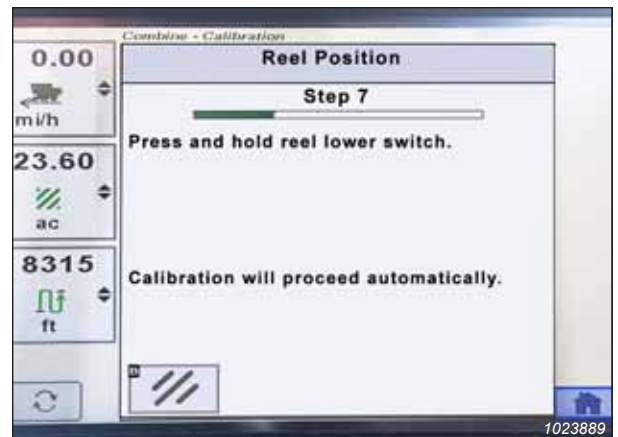 Combine - Calibration
0.00
mi/h
23.60
ac
8315
ft
Reel Position
Step 7
Press and hold reel lower switch.
Calibration will proceed automatically.
1023889